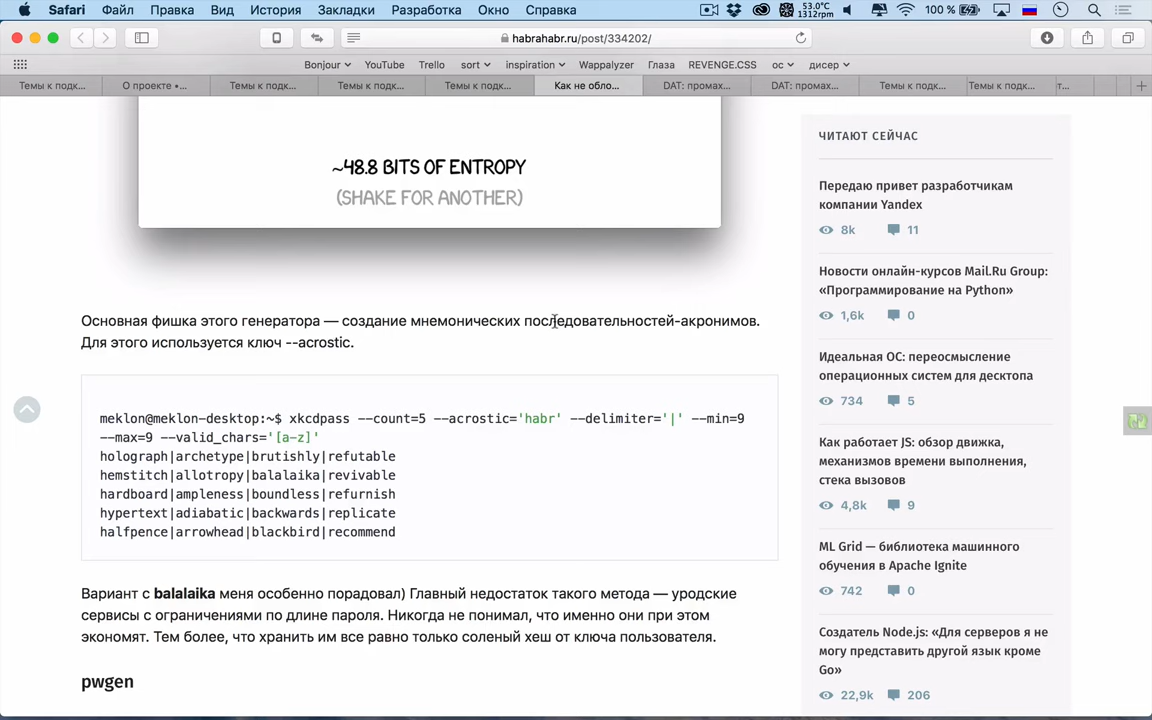 Safari Файл Правка Вид История Закладки Разработка Окно Справка 53.0°C 1312rpm 100 %
habrahabr.ru/post/334202/
Bonjour YouTube Trello sort inspiration Wappalyzer Глаза REVENGE.CSS ос дисер
Темы к подк... О проекте •... Темы к подк... Темы к подк... Темы к подк... Как не обло... DAT: промах... DAT: промах... Темы к подк... Темы к подк... т...
~48.8 BITS OF ENTROPY
(SHAKE FOR ANOTHER)
Основная фишка этого генератора — создание мнемонических последовательностей-акронимов.
Для этого используется ключ --acrostic.
meklon@meklon-desktop:~$ xkcdpass --count=5 --acrostic='habr' --delimiter='|' --min=9
--max=9 --valid_chars='[a-z]'
holograph|archetype|brutishly|refutable
hemstitch|allotropy|balalaika|revivable
hardboard|ampleness|boundless|refurnish
hypertext|adiabatic|backwards|replicate
halfpence|arrowhead|blackbird|recommend
Вариант с balalaika меня особенно порадовал) Главный недостаток такого метода — уродские
сервисы с ограничениями по длине пароля. Никогда не понимал, что именно они при этом
экономят. Тем более, что хранить им все равно только соленый хеш от ключа пользователя.
pwgen
ЧИТАЮТ СЕЙЧАС
Передаю привет разработчикам
компании Yandex
8k 11
Новости онлайн-курсов Mail.Ru Group:
«Программирование на Python»
1,6k 0
Идеальная ОС: переосмысление
операционных систем для десктопа
734 5
Как работает JS: обзор движка,
механизмов времени выполнения,
стека вызовов
4,8k 9
ML Grid — библиотека машинного
обучения в Apache Ignite
742 0
Создатель Node.js: «Для серверов я не
могу представить другой язык кроме
Go»
22,9k 206